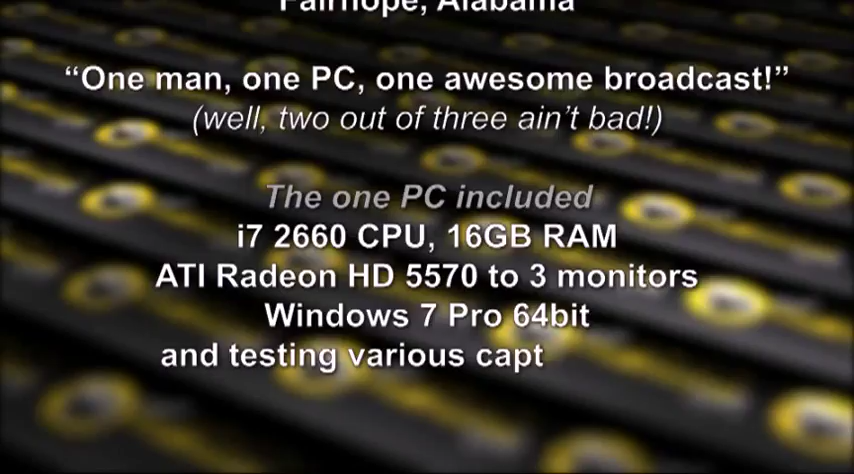 Fairhope, Alabama
“One man, one PC, one awesome broadcast!”
(well, two out of three ain’t bad!)
The one PC included
i7 2660 CPU, 16GB RAM
ATI Radeon HD 5570 to 3 monitors
Windows 7 Pro 64bit
and testing various capt